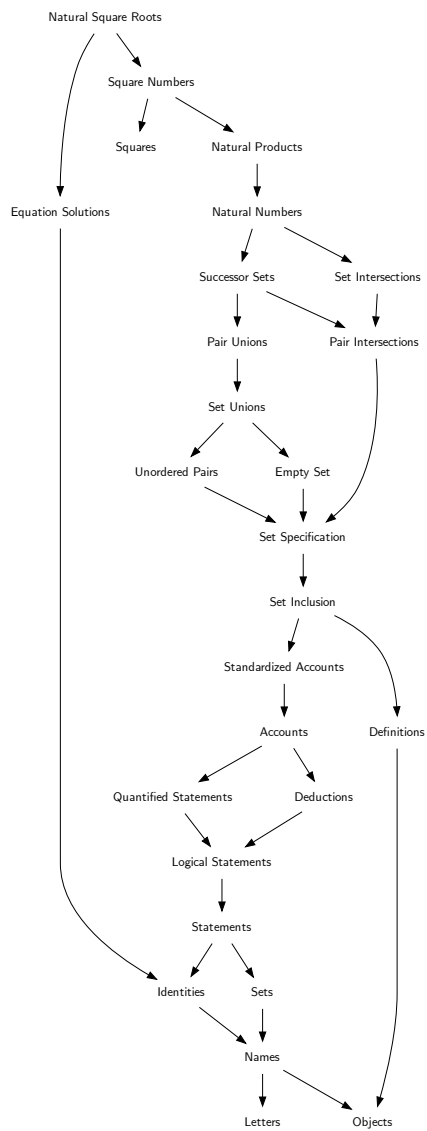 Natural Square Roots
Square Numbers
Squares
Natural Products
Equation Solutions
Natural Numbers
Successor Sets
Set Intersections
Pair Unions
Pair Intersections
Set Unions
Unordered Pairs
Empty Set
Set Specification
Set Inclusion
Standardized Accounts
Accounts
Definitions
Quantified Statements
Deductions
Logical Statements
Statements
Identities
Sets
Names
Letters
Objects